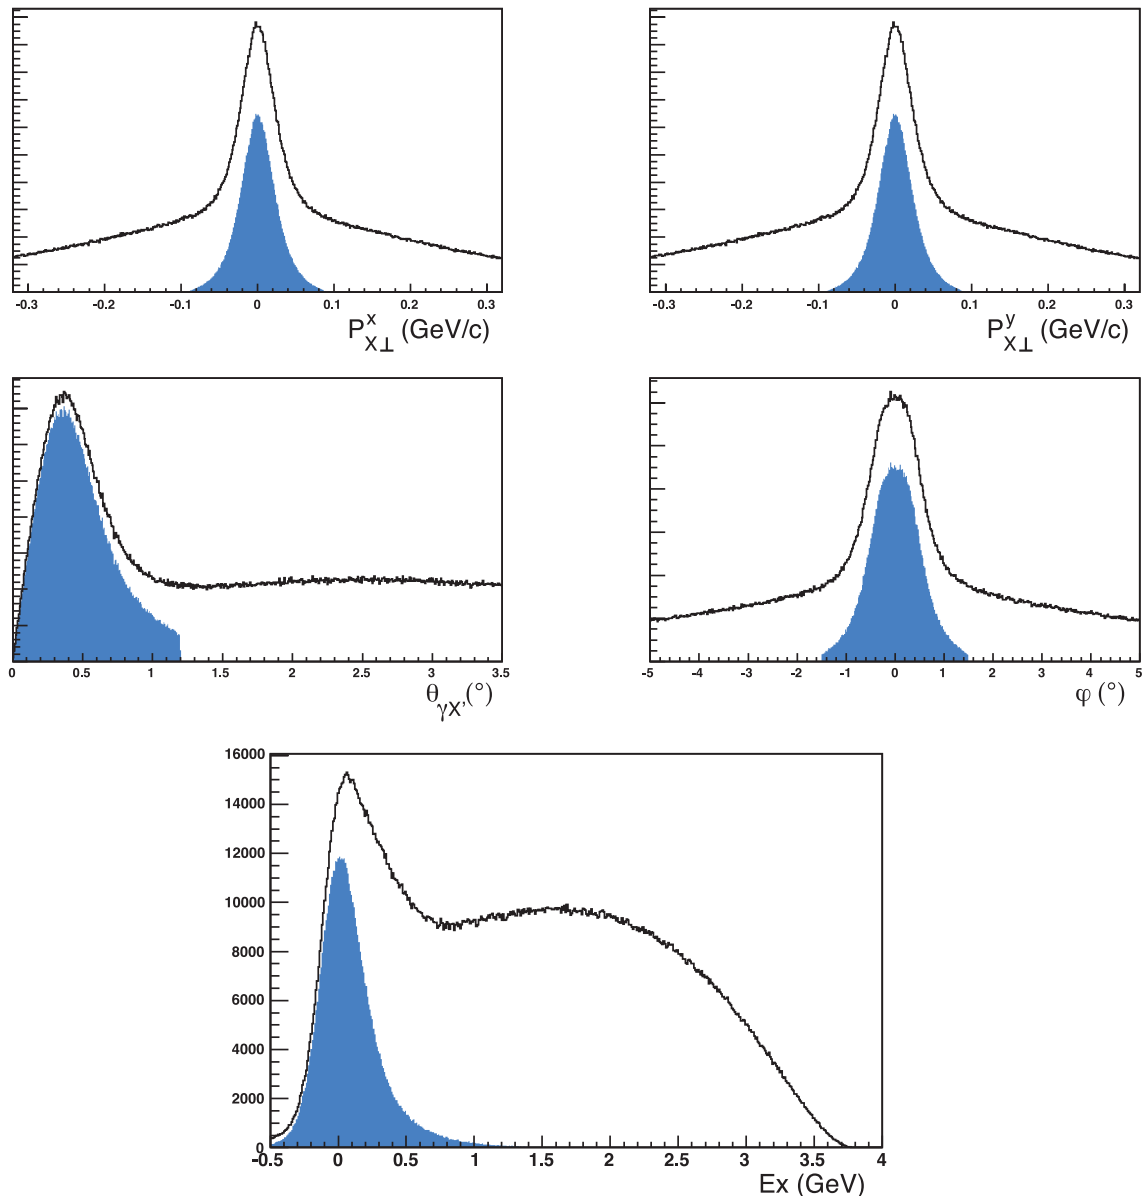 -0.3 -0.2 -0.1 0 0.1 0.2 0.3
P_{X⊥}^{x} (GeV/c)
-0.3 -0.2 -0.1 0 0.1 0.2 0.3
P_{X⊥}^{y} (GeV/c)
0 0.5 1 1.5 2 2.5 3 3.5
θ_{γX'}(°)
-5 -4 -3 -2 -1 0 1 2 3 4 5
φ (°)
16000
14000
12000
10000
8000
6000
4000
2000
0
-0.5 0 0.5 1 1.5 2 2.5 3 3.5 4
Ex (GeV)